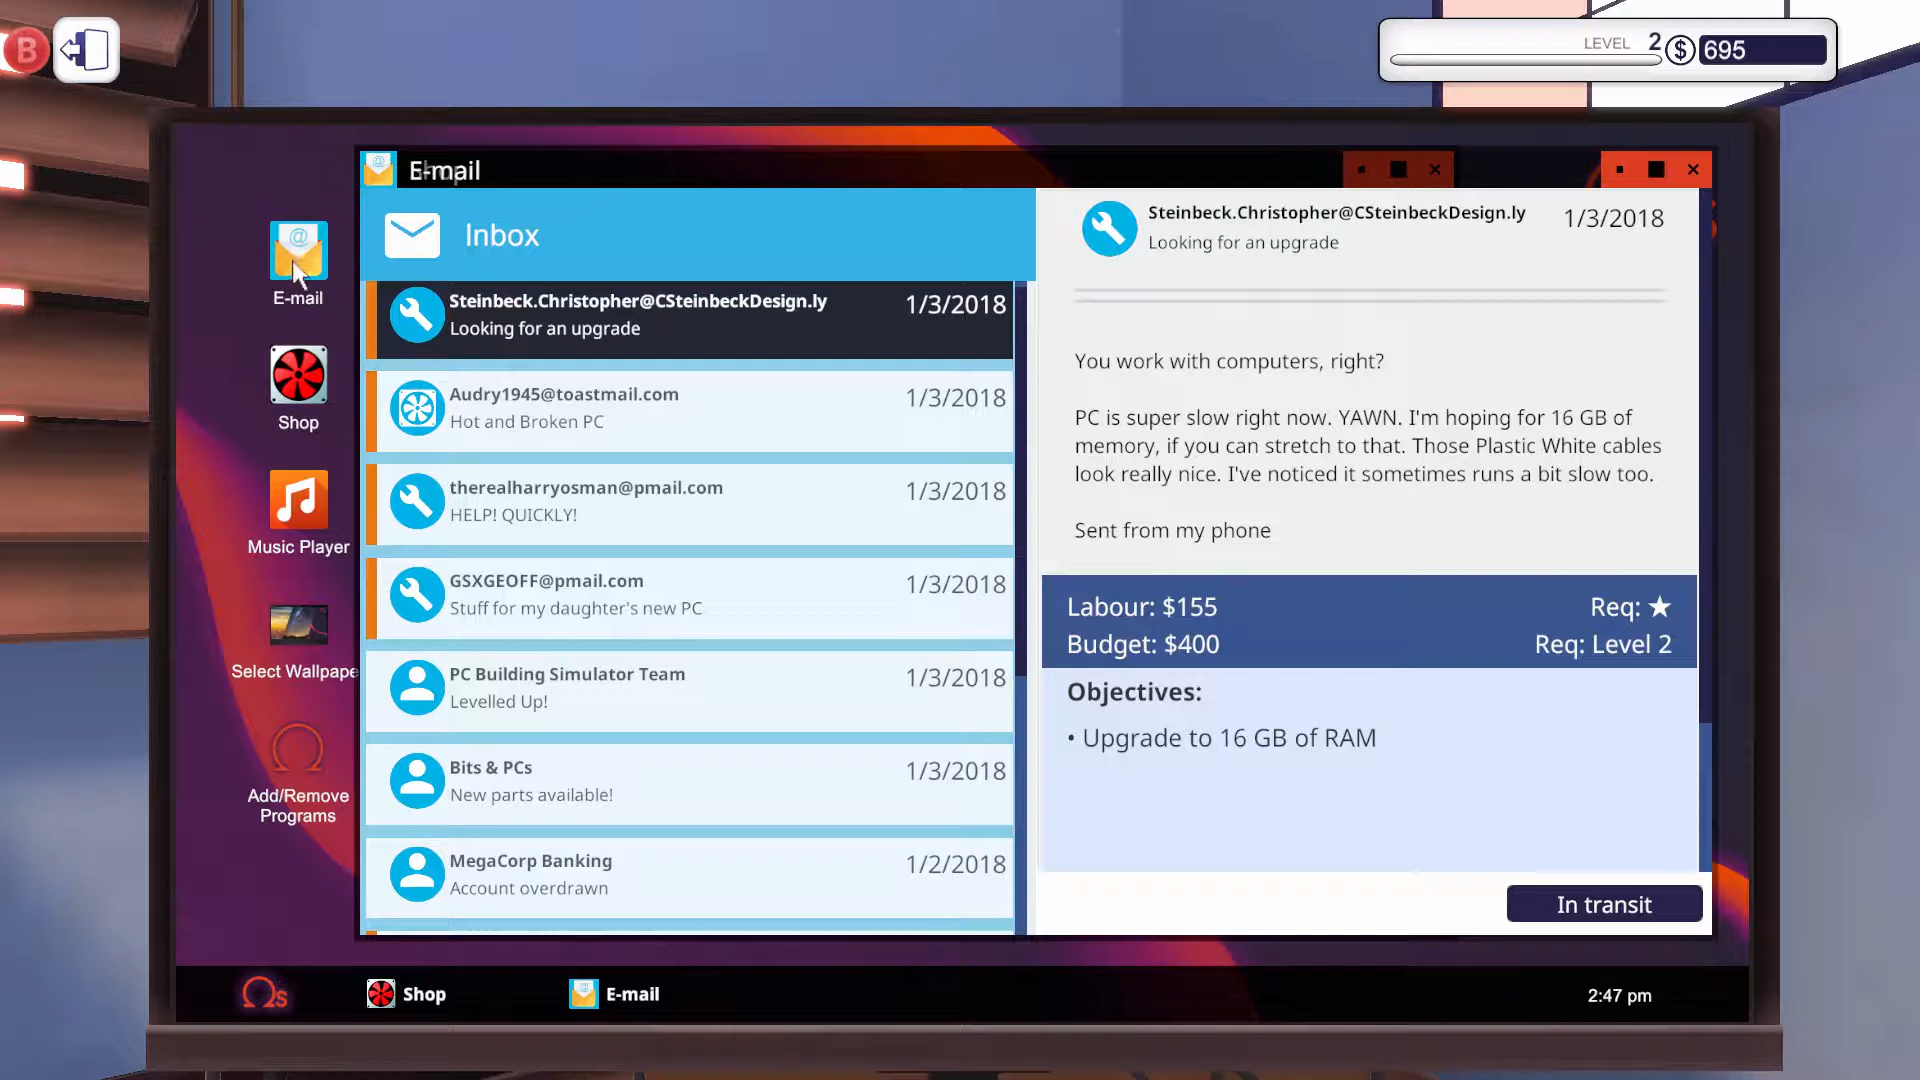 B
LEVEL 2 $ 695
E-mail
Inbox
Steinbeck.Christopher@CSteinbeckDesign.ly 1/3/2018
Looking for an upgrade
Audry1945@toastmail.com 1/3/2018
Hot and Broken PC
therealharryosman@pmail.com 1/3/2018
HELP! QUICKLY!
GSXGEOFF@pmail.com 1/3/2018
Stuff for my daughter's new PC
PC Building Simulator Team 1/3/2018
Levelled Up!
Bits & PCs 1/3/2018
New parts available!
MegaCorp Banking 1/2/2018
Account overdrawn
Steinbeck.Christopher@CSteinbeckDesign.ly 1/3/2018
Looking for an upgrade
You work with computers, right?
PC is super slow right now. YAWN. I'm hoping for 16 GB of
memory, if you can stretch to that. Those Plastic White cables
look really nice. I've noticed it sometimes runs a bit slow too.
Sent from my phone
Labour: $155 Req: ★
Budget: $400 Req: Level 2
Objectives:
• Upgrade to 16 GB of RAM
In transit
E-mail
Shop
Music Player
Select Wallpape
Add/Remove
Programs
Ωs
Shop
E-mail
2:47 pm